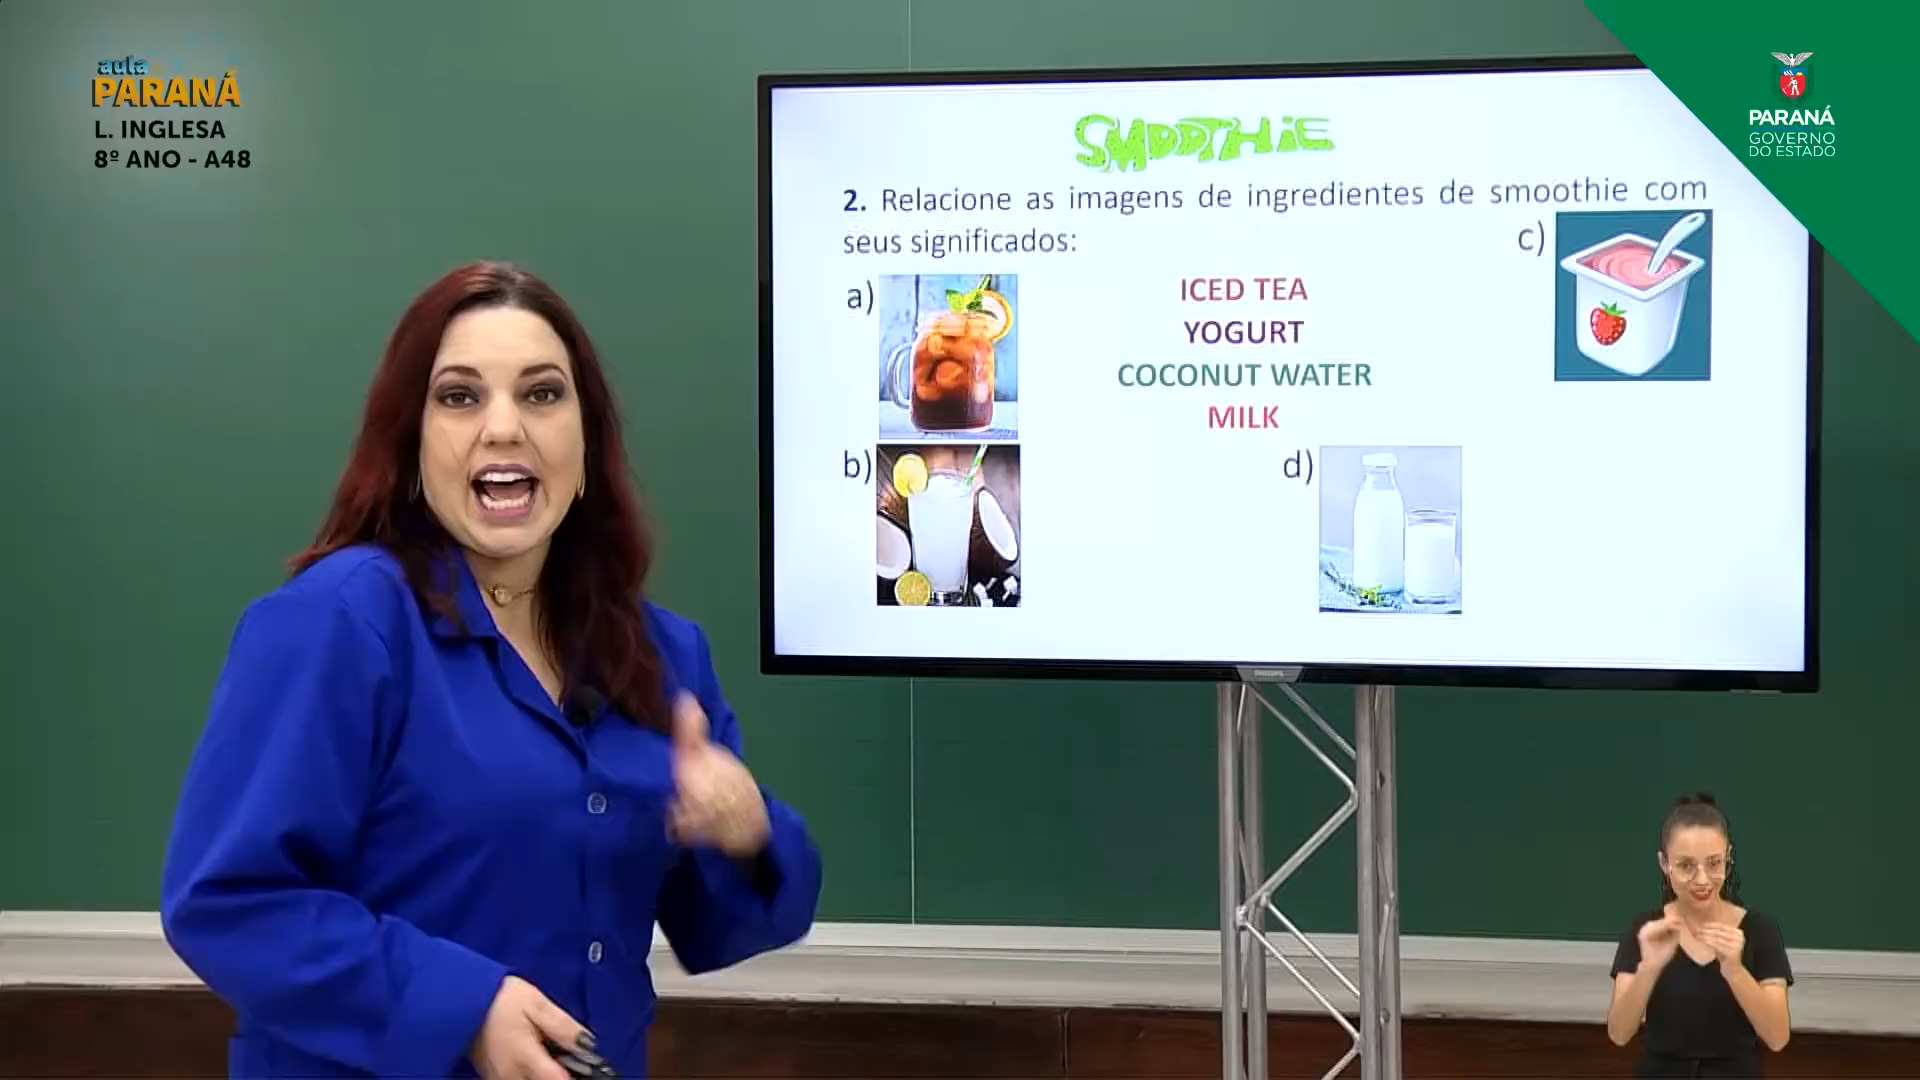 aula
PARANÁ
L. INGLESA
8º ANO - A48
SMOOTHIE
2. Relacione as imagens de ingredientes de smoothie com
seus significados:
a)
ICED TEA
YOGURT
COCONUT WATER
MILK
c)
b)
d)
PARANÁ
GOVERNO
DO ESTADO
PHILIPS